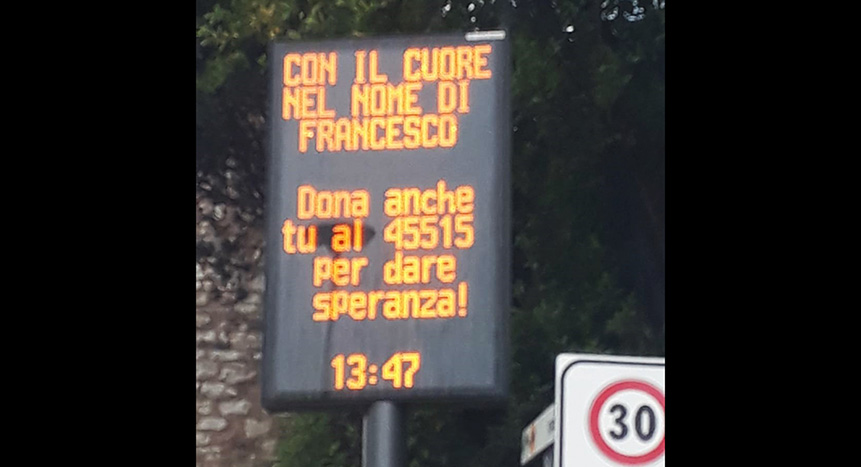 CON IL CUORE
NEL NOME DI
FRANCESCO
Dona anche
tu al 45515
per dare
speranza!
13:47
30